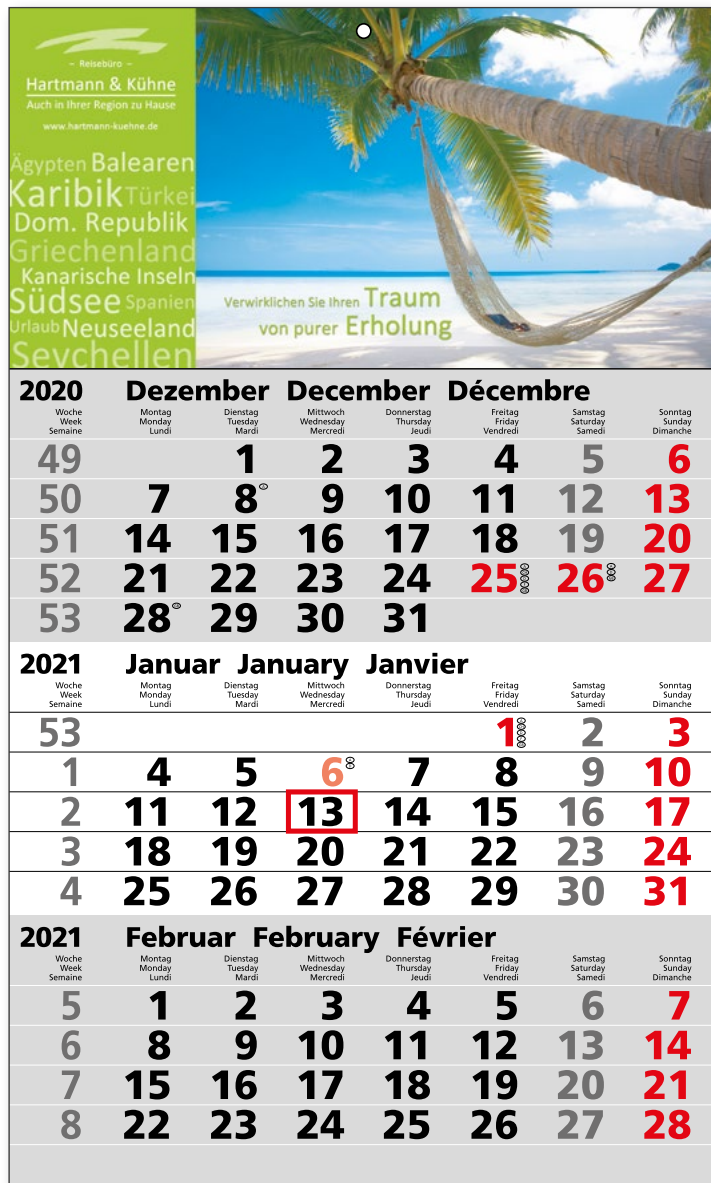 – Reisebüro –
Hartmann & Kühne
Auch in Ihrer Region zu Hause
www.hartmann-kuehne.de
Ägypten Balearen
Karibik Türkei
Dom. Republik
Griechenland
Kanarische Inseln
Südsee Spanien
Urlaub Neuseeland
Seychellen
Verwirklichen Sie Ihren Traum
von purer Erholung
2020 Dezember December Décembre
Woche Montag Dienstag Mittwoch Donnerstag Freitag Samstag Sonntag
Week Monday Tuesday Wednesday Thursday Friday Saturday Sunday
Semaine Lundi Mardi Mercredi Jeudi Vendredi Samedi Dimanche
49 1 2 3 4 5 6
50 7 8 9 10 11 12 13
51 14 15 16 17 18 19 20
52 21 22 23 24 25 26 27
53 28 29 30 31
2021 Januar January Janvier
Woche Montag Dienstag Mittwoch Donnerstag Freitag Samstag Sonntag
Week Monday Tuesday Wednesday Thursday Friday Saturday Sunday
Semaine Lundi Mardi Mercredi Jeudi Vendredi Samedi Dimanche
53 1 2 3
1 4 5 6 7 8 9 10
2 11 12 13 14 15 16 17
3 18 19 20 21 22 23 24
4 25 26 27 28 29 30 31
2021 Februar February Février
Woche Montag Dienstag Mittwoch Donnerstag Freitag Samstag Sonntag
Week Monday Tuesday Wednesday Thursday Friday Saturday Sunday
Semaine Lundi Mardi Mercredi Jeudi Vendredi Samedi Dimanche
5 1 2 3 4 5 6 7
6 8 9 10 11 12 13 14
7 15 16 17 18 19 20 21
8 22 23 24 25 26 27 28